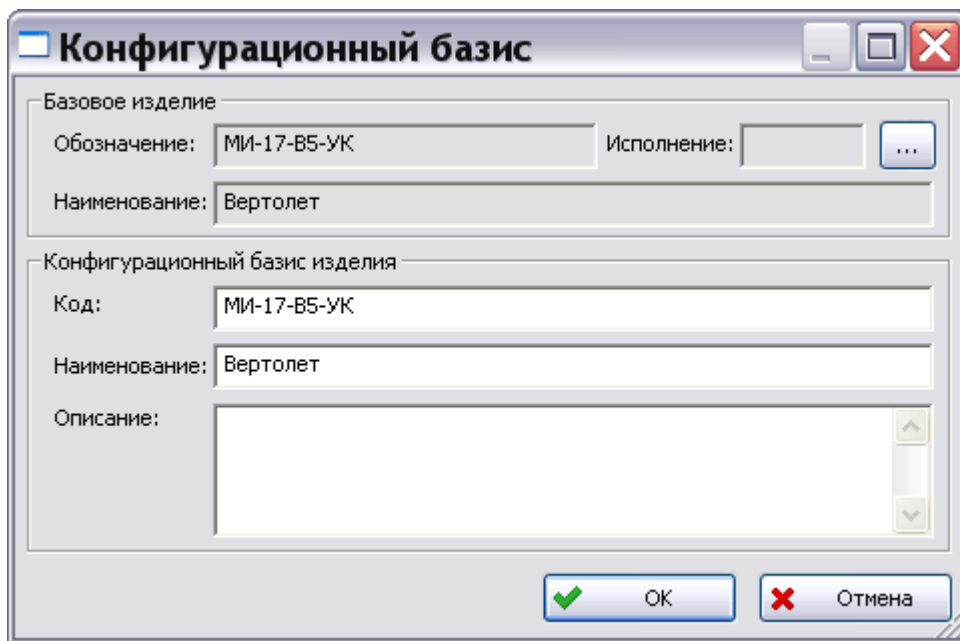 Конфигурационный базис
Базовое изделие
Обозначение: МИ-17-В5-УК Исполнение: ...
Наименование: Вертолет
Конфигурационный базис изделия
Код: МИ-17-В5-УК
Наименование: Вертолет
Описание:
ОК Отмена